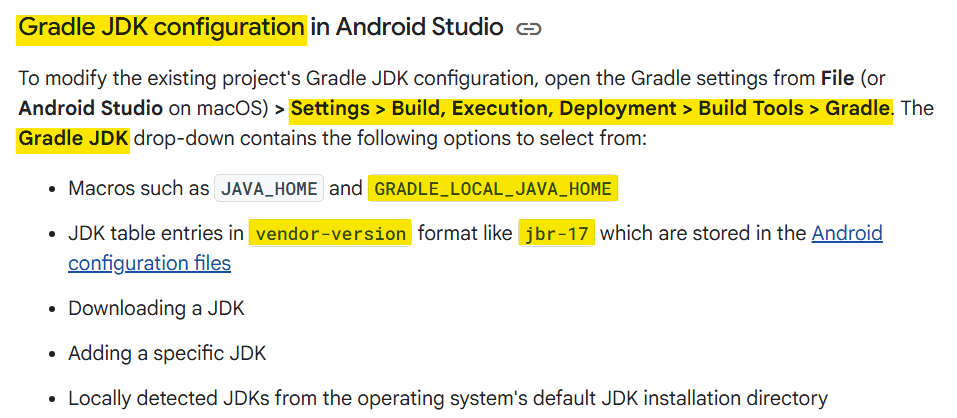 Gradle JDK configuration in Android Studio
To modify the existing project's Gradle JDK configuration, open the Gradle settings from File (or
Android Studio on macOS) > Settings > Build, Execution, Deployment > Build Tools > Gradle. The
Gradle JDK drop-down contains the following options to select from:
• Macros such as JAVA_HOME and GRADLE_LOCAL_JAVA_HOME
• JDK table entries in vendor-version format like jbr-17 which are stored in the Android
configuration files
• Downloading a JDK
• Adding a specific JDK
• Locally detected JDKs from the operating system's default JDK installation directory